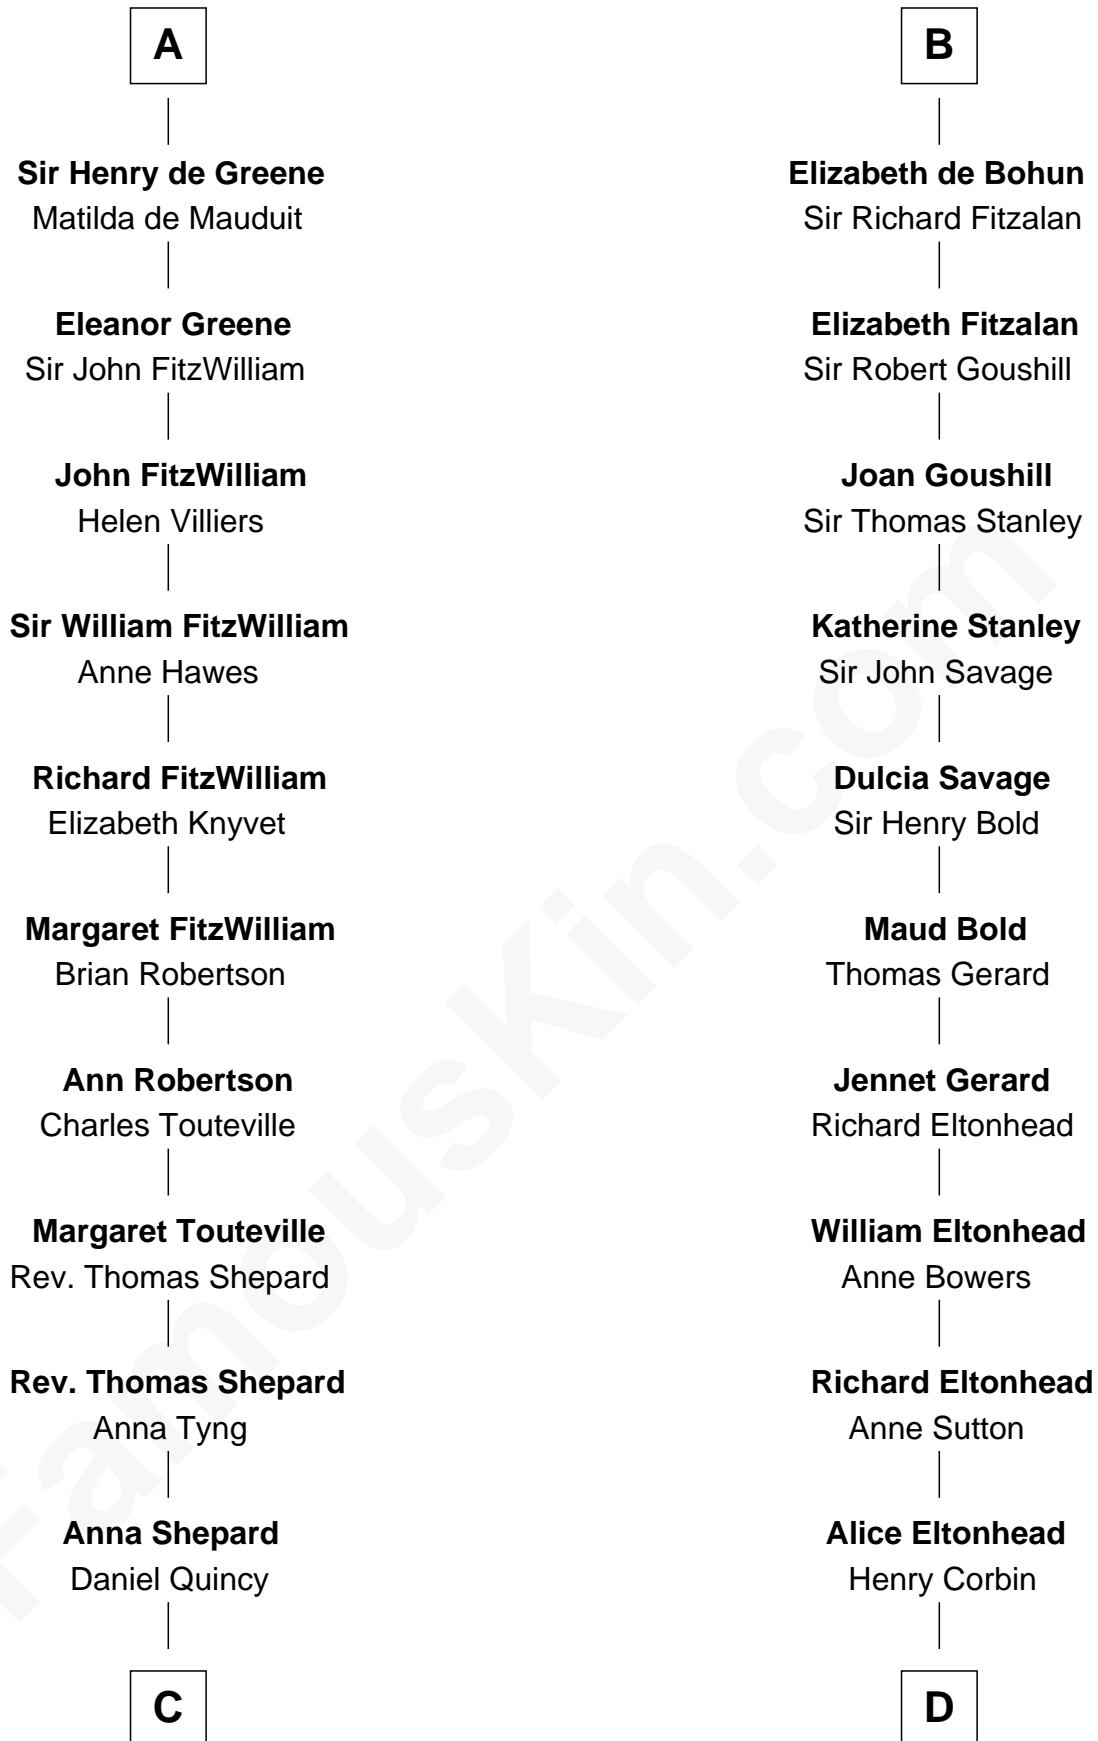 A
Sir Henry de Greene
Matilda de Mauduit
Eleanor Greene
Sir John FitzWilliam
John FitzWilliam
Helen Villiers
Sir William FitzWilliam
Anne Hawes
Richard FitzWilliam
Elizabeth Knyvet
Margaret FitzWilliam
Brian Robertson
Ann Robertson
Charles Touteville
Margaret Touteville
Rev. Thomas Shepard
Rev. Thomas Shepard
Anna Tyng
Anna Shepard
Daniel Quincy
C
B
Elizabeth de Bohun
Sir Richard Fitzalan
Elizabeth Fitzalan
Sir Robert Goushill
Joan Goushill
Sir Thomas Stanley
Katherine Stanley
Sir John Savage
Dulcia Savage
Sir Henry Bold
Maud Bold
Thomas Gerard
Jennet Gerard
Richard Eltonhead
William Eltonhead
Anne Bowers
Richard Eltonhead
Anne Sutton
Alice Eltonhead
Henry Corbin
D
FamousKin.com